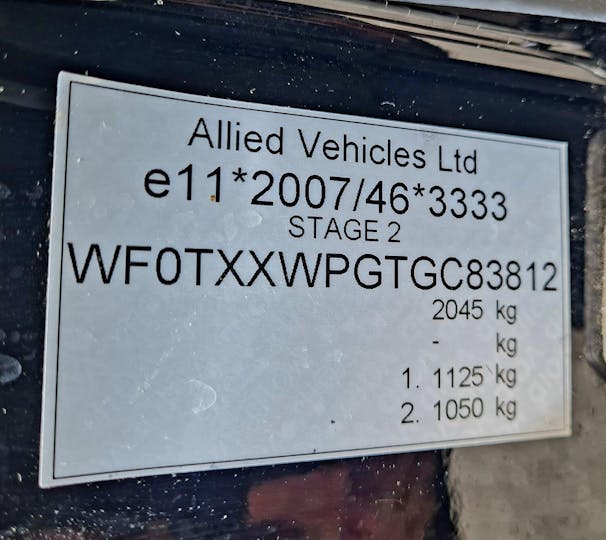 Allied Vehicles Ltd
e11*2007/46*3333
STAGE 2
WF0TXXWPGTGC83812
2045 kg
- kg
1. 1125 kg
2. 1050 kg